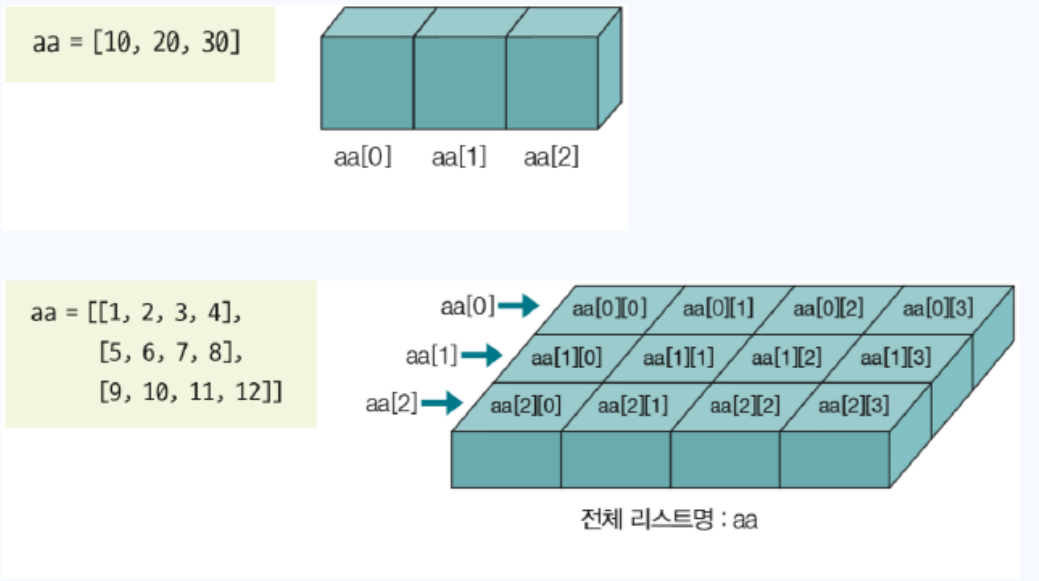 aa = [10, 20, 30]
aa[0] aa[1] aa[2]
aa = [[1, 2, 3, 4],
[5, 6, 7, 8],
[9, 10, 11, 12]]
aa[0] aa[0][0] aa[0][1] aa[0][2] aa[0][3]
aa[1] aa[1][0] aa[1][1] aa[1][2] aa[1][3]
aa[2] aa[2][0] aa[2][1] aa[2][2] aa[2][3]
전체 리스트명 : aa